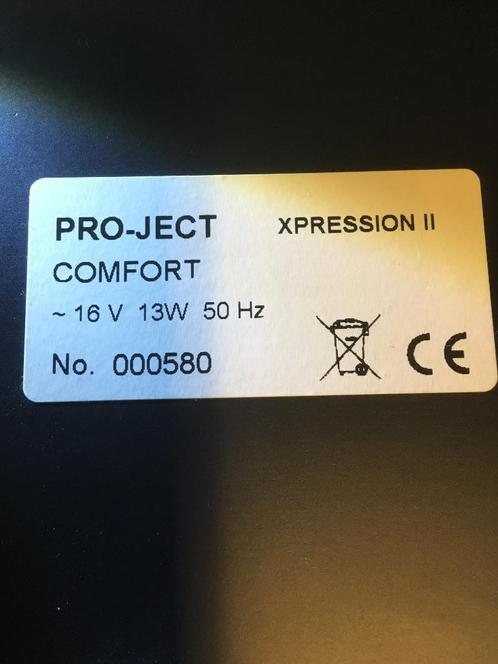 PRO-JECT XPRESSION II
COMFORT
~ 16 V 13W 50 Hz
No. 000580 CE